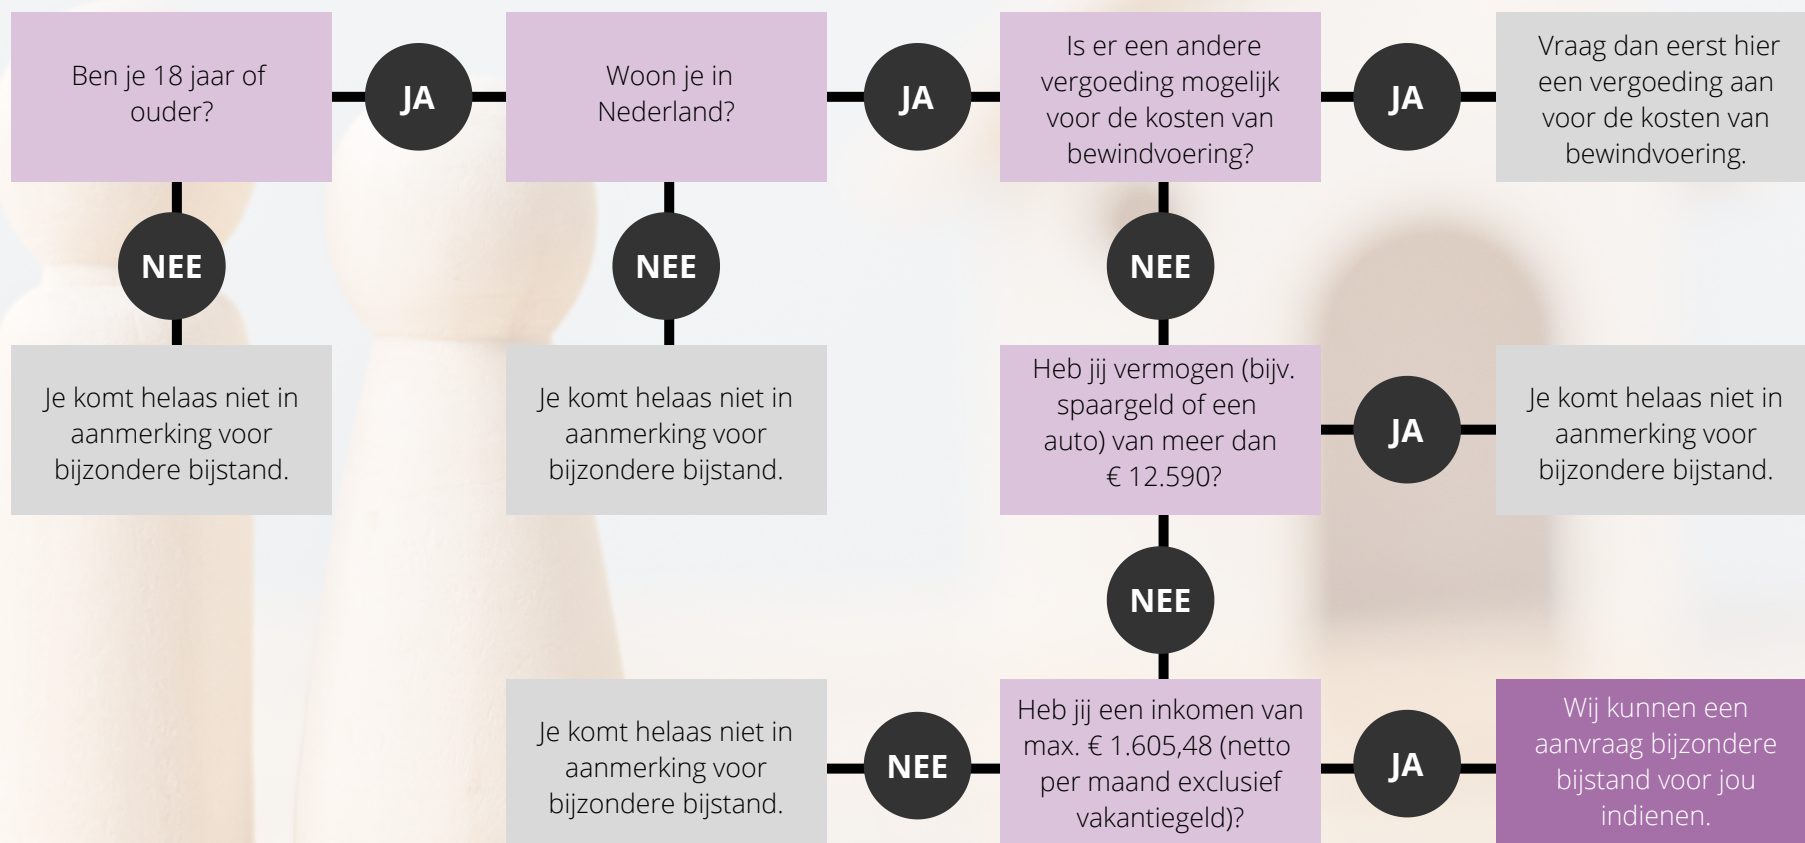 Ben je 18 jaar of
ouder?
JA
Woon je in
Nederland?
JA
Is er een andere
vergoeding mogelijk
voor de kosten van
bewindvoering?
JA
Vraag dan eerst hier
een vergoeding aan
voor de kosten van
bewindvoering.
NEE
NEE
NEE
Je komt helaas niet in
aanmerking voor
bijzondere bijstand.
Je komt helaas niet in
aanmerking voor
bijzondere bijstand.
Heb jij vermogen (bijv.
spaargeld of een
auto) van meer dan
€ 12.590?
JA
Je komt helaas niet in
aanmerking voor
bijzondere bijstand.
NEE
Je komt helaas niet in
aanmerking voor
bijzondere bijstand.
NEE
Heb jij een inkomen van
max. € 1.605,48 (netto
per maand exclusief
vakantiegeld)?
JA
Wij kunnen een
aanvraag bijzondere
bijstand voor jou
indienen.